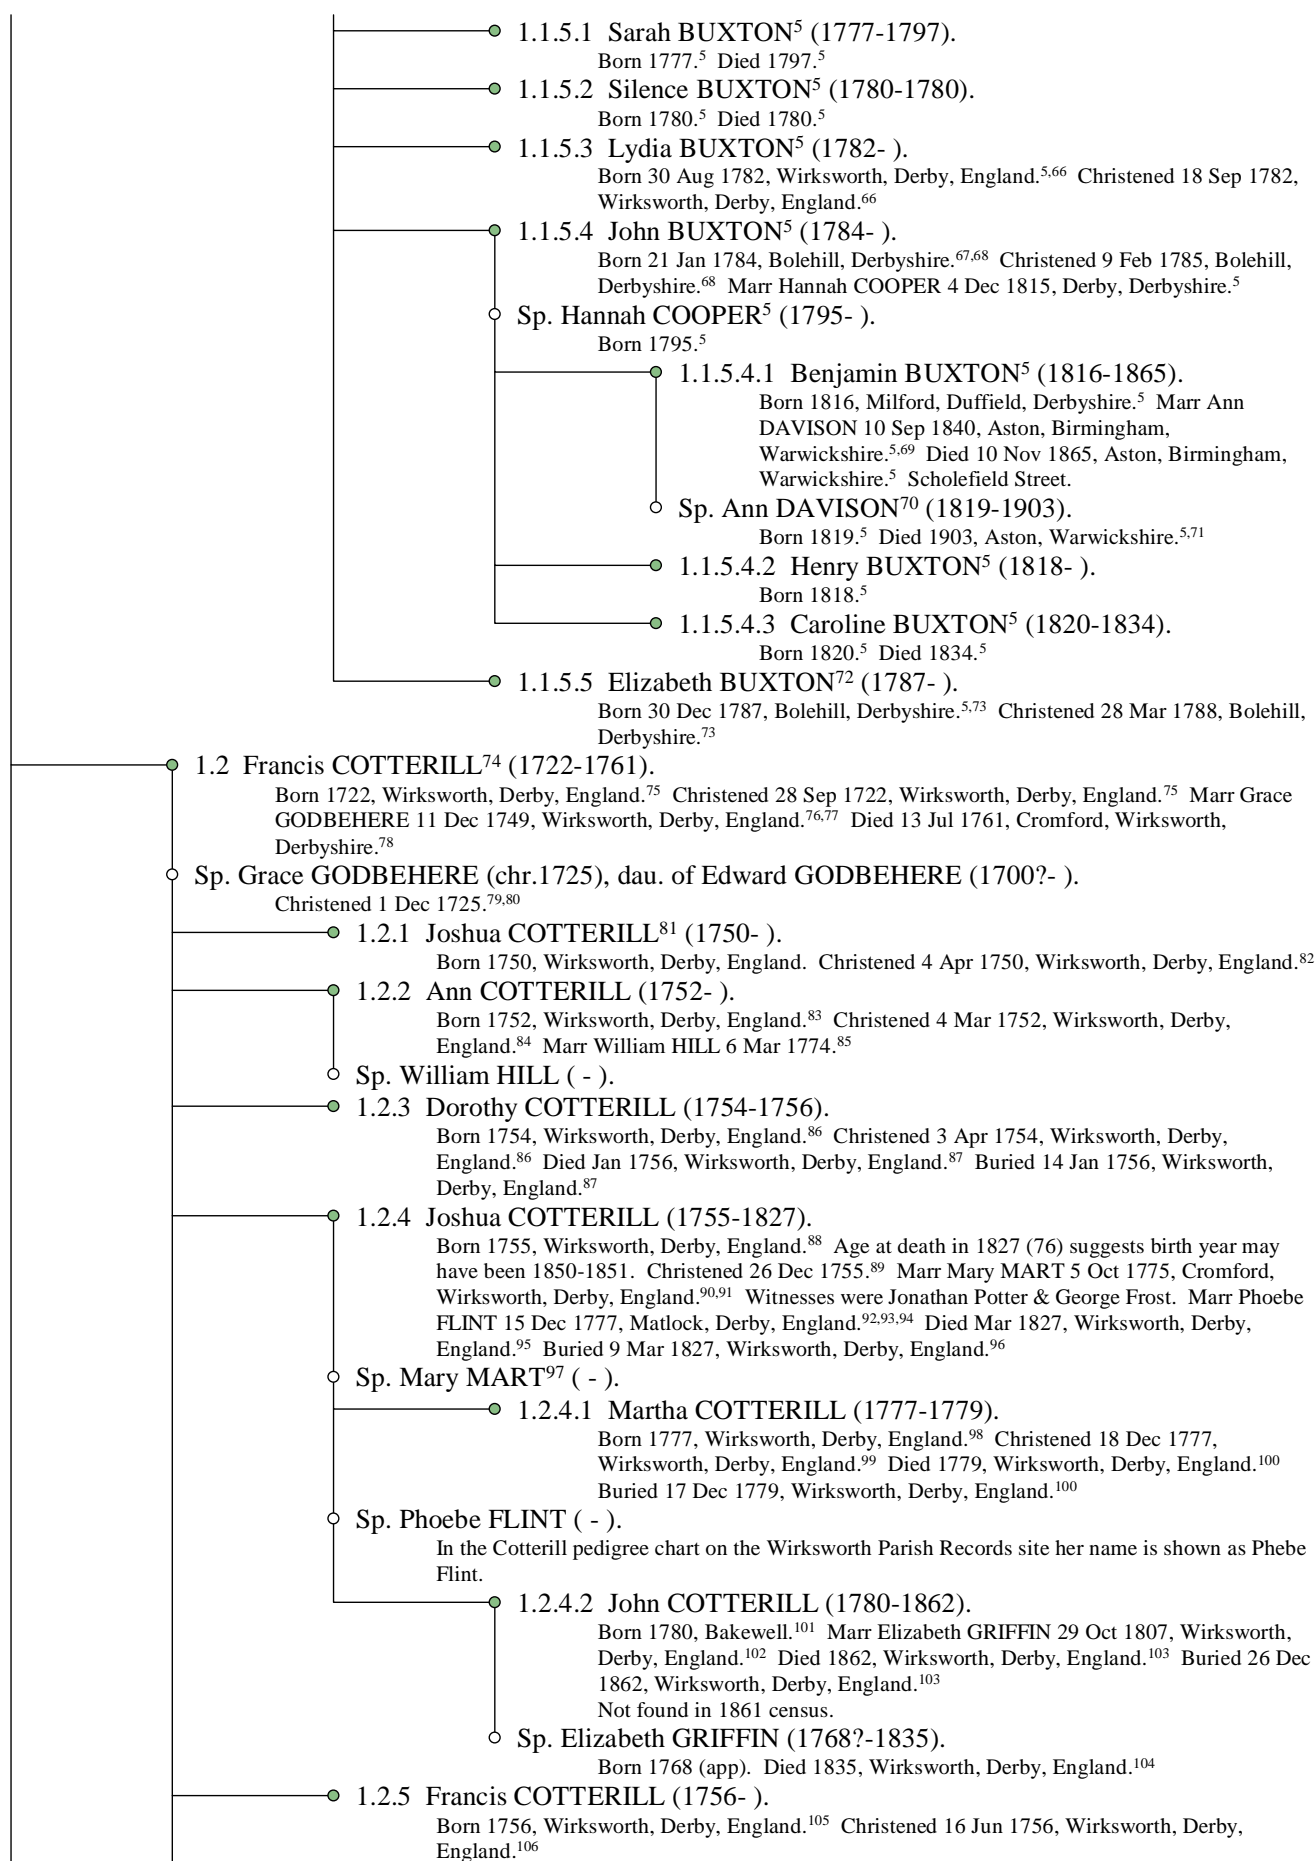 1.1.5.1 Sarah BUXTON⁵ (1777-1797).
Born 1777.⁵ Died 1797.⁵
1.1.5.2 Silence BUXTON⁵ (1780-1780).
Born 1780.⁵ Died 1780.⁵
1.1.5.3 Lydia BUXTON⁵ (1782- ).
Born 30 Aug 1782, Wirksworth, Derby, England.⁵,⁶⁶ Christened 18 Sep 1782,
Wirksworth, Derby, England.⁶⁶
1.1.5.4 John BUXTON⁵ (1784- ).
Born 21 Jan 1784, Bolehill, Derbyshire.⁶⁷,⁶⁸ Christened 9 Feb 1785, Bolehill,
Derbyshire.⁶⁸ Marr Hannah COOPER 4 Dec 1815, Derby, Derbyshire.⁵
Sp. Hannah COOPER⁵ (1795- ).
Born 1795.⁵
1.1.5.4.1 Benjamin BUXTON⁵ (1816-1865).
Born 1816, Milford, Duffield, Derbyshire.⁵ Marr Ann
DAVISON 10 Sep 1840, Aston, Birmingham,
Warwickshire.⁵,⁶⁹ Died 10 Nov 1865, Aston, Birmingham,
Warwickshire.⁵ Scholefield Street.
Sp. Ann DAVISON⁷⁰ (1819-1903).
Born 1819.⁵ Died 1903, Aston, Warwickshire.⁵,⁷¹
1.1.5.4.2 Henry BUXTON⁵ (1818- ).
Born 1818.⁵
1.1.5.4.3 Caroline BUXTON⁵ (1820-1834).
Born 1820.⁵ Died 1834.⁵
1.1.5.5 Elizabeth BUXTON⁷² (1787- ).
Born 30 Dec 1787, Bolehill, Derbyshire.⁵,⁷³ Christened 28 Mar 1788, Bolehill,
Derbyshire.⁷³
1.2 Francis COTTERILL⁷⁴ (1722-1761).
Born 1722, Wirksworth, Derby, England.⁷⁵ Christened 28 Sep 1722, Wirksworth, Derby, England.⁷⁵ Marr Grace
GODBEHERE 11 Dec 1749, Wirksworth, Derby, England.⁷⁶,⁷⁷ Died 13 Jul 1761, Cromford, Wirksworth,
Derbyshire.⁷⁸
Sp. Grace GODBEHERE (chr.1725), dau. of Edward GODBEHERE (1700?- ).
Christened 1 Dec 1725.⁷⁹,⁸⁰
1.2.1 Joshua COTTERILL⁸¹ (1750- ).
Born 1750, Wirksworth, Derby, England. Christened 4 Apr 1750, Wirksworth, Derby, England.⁸²
1.2.2 Ann COTTERILL (1752- ).
Born 1752, Wirksworth, Derby, England.⁸³ Christened 4 Mar 1752, Wirksworth, Derby,
England.⁸⁴ Marr William HILL 6 Mar 1774.⁸⁵
Sp. William HILL ( - ).
1.2.3 Dorothy COTTERILL (1754-1756).
Born 1754, Wirksworth, Derby, England.⁸⁶ Christened 3 Apr 1754, Wirksworth, Derby,
England.⁸⁶ Died Jan 1756, Wirksworth, Derby, England.⁸⁷ Buried 14 Jan 1756, Wirksworth,
Derby, England.⁸⁷
1.2.4 Joshua COTTERILL (1755-1827).
Born 1755, Wirksworth, Derby, England.⁸⁸ Age at death in 1827 (76) suggests birth year may
have been 1850-1851. Christened 26 Dec 1755.⁸⁹ Marr Mary MART 5 Oct 1775, Cromford,
Wirksworth, Derby, England.⁹⁰,⁹¹ Witnesses were Jonathan Potter & George Frost. Marr Phoebe
FLINT 15 Dec 1777, Matlock, Derby, England.⁹²,⁹³,⁹⁴ Died Mar 1827, Wirksworth, Derby,
England.⁹⁵ Buried 9 Mar 1827, Wirksworth, Derby, England.⁹⁶
Sp. Mary MART⁹⁷ ( - ).
1.2.4.1 Martha COTTERILL (1777-1779).
Born 1777, Wirksworth, Derby, England.⁹⁸ Christened 18 Dec 1777,
Wirksworth, Derby, England.⁹⁹ Died 1779, Wirksworth, Derby, England.¹⁰⁰
Buried 17 Dec 1779, Wirksworth, Derby, England.¹⁰⁰
Sp. Phoebe FLINT ( - ).
In the Cotterill pedigree chart on the Wirksworth Parish Records site her name is shown as Phebe
Flint.
1.2.4.2 John COTTERILL (1780-1862).
Born 1780, Bakewell.¹⁰¹ Marr Elizabeth GRIFFIN 29 Oct 1807, Wirksworth,
Derby, England.¹⁰² Died 1862, Wirksworth, Derby, England.¹⁰³ Buried 26 Dec
1862, Wirksworth, Derby, England.¹⁰³
Not found in 1861 census.
Sp. Elizabeth GRIFFIN (1768?-1835).
Born 1768 (app). Died 1835, Wirksworth, Derby, England.¹⁰⁴
1.2.5 Francis COTTERILL (1756- ).
Born 1756, Wirksworth, Derby, England.¹⁰⁵ Christened 16 Jun 1756, Wirksworth, Derby,
England.¹⁰⁶